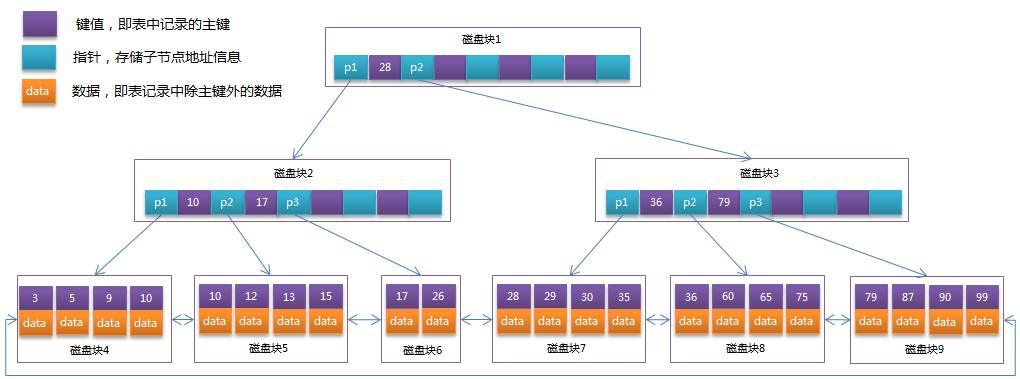 键值，即表中记录的主键
指针，存储子节点地址信息
data 数据，即表记录中除主键外的数据
磁盘块1
p1 28 p2
磁盘块2
p1 10 p2 17 p3
磁盘块3
p1 36 p2 79 p3
3 5 9 10
data data data data
磁盘块4
10 12 13 15
data data data data
磁盘块5
17 26
data data
磁盘块6
28 29 30 35
data data data data
磁盘块7
36 60 65 75
data data data data
磁盘块8
79 87 90 99
data data data data
磁盘块9